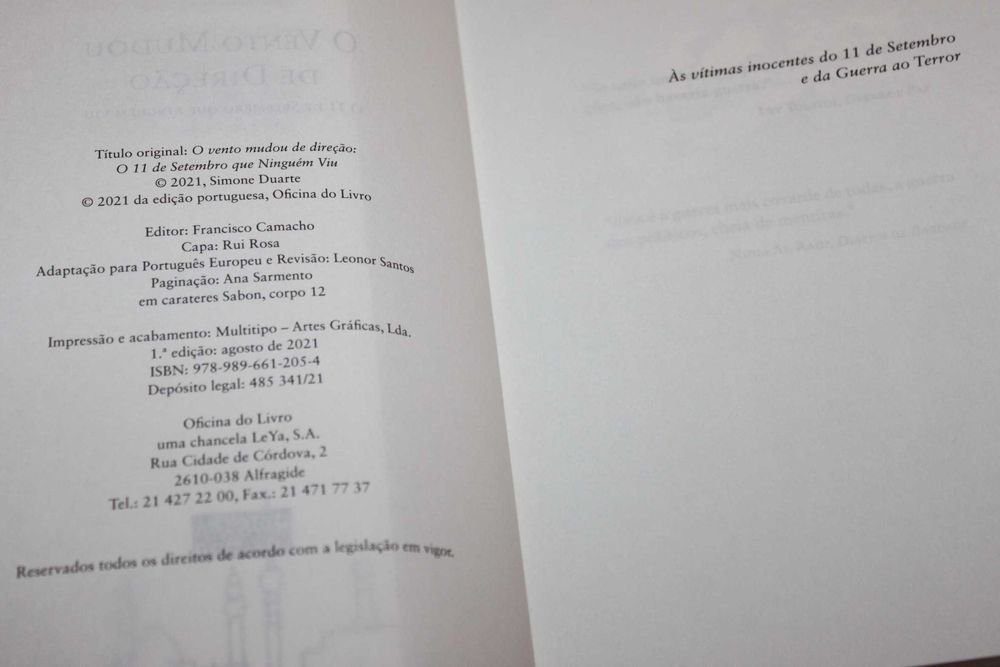 Título original: O vento mudou de direção:
O 11 de Setembro que Ninguém Viu
© 2021, Simone Duarte
© 2021 da edição portuguesa, Oficina do Livro
Editor: Francisco Camacho
Capa: Rui Rosa
Adaptação para Português Europeu e Revisão: Leonor Santos
Paginação: Ana Sarmento
em carateres Sabon, corpo 12
Impressão e acabamento: Multitipo – Artes Gráficas, Lda.
1.ª edição: agosto de 2021
ISBN: 978-989-661-205-4
Depósito legal: 485 341/21
Oficina do Livro
uma chancela LeYa, S.A.
Rua Cidade de Córdova, 2
2610-038 Alfragide
Tel.: 21 427 22 00, Fax.: 21 471 77 37
Reservados todos os direitos de acordo com a legislação em vigor.
Às vítimas inocentes do 11 de Setembro
e da Guerra ao Terror